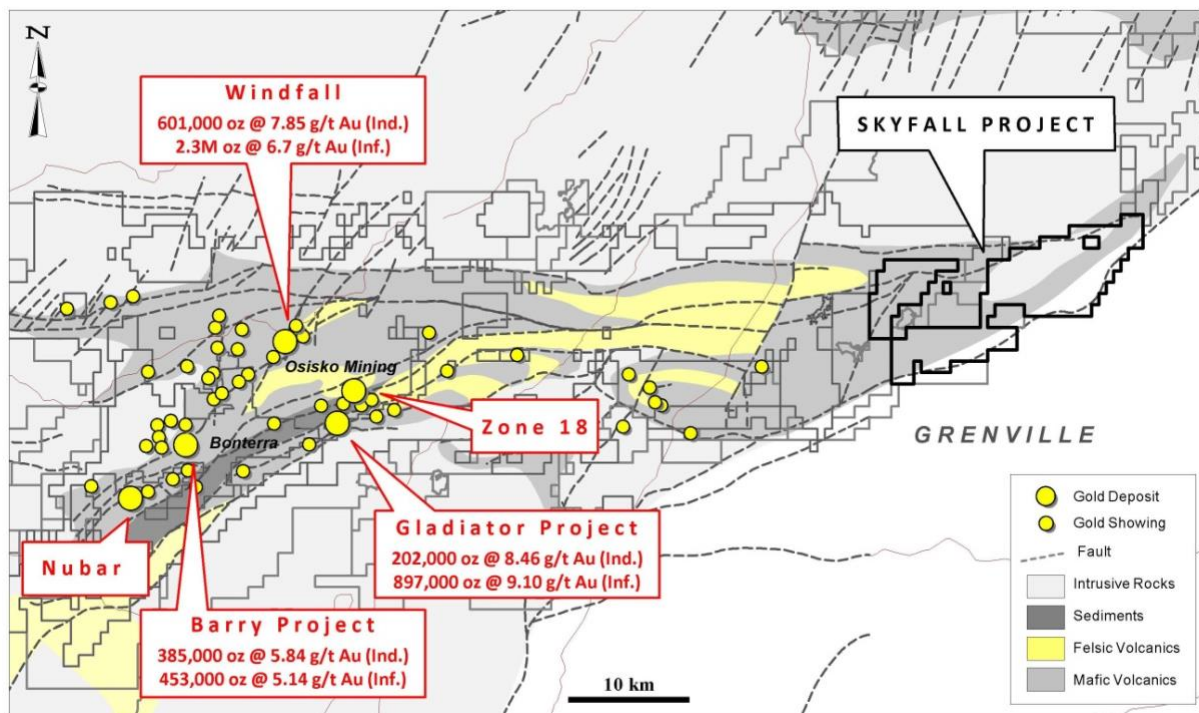 N
Windfall
601,000 oz @ 7.85 g/t Au (Ind.)
2.3M oz @ 6.7 g/t Au (Inf.)
SKYFALL PROJECT
Osisko Mining
Zone 18
Bonterra
GRENVILLE
Gladiator Project
202,000 oz @ 8.46 g/t Au (Ind.)
897,000 oz @ 9.10 g/t Au (Inf.)
Nubar
Barry Project
385,000 oz @ 5.84 g/t Au (Ind.)
453,000 oz @ 5.14 g/t Au (Inf.)
10 km
Gold Deposit
Gold Showing
Fault
Intrusive Rocks
Sediments
Felsic Volcanics
Mafic Volcanics